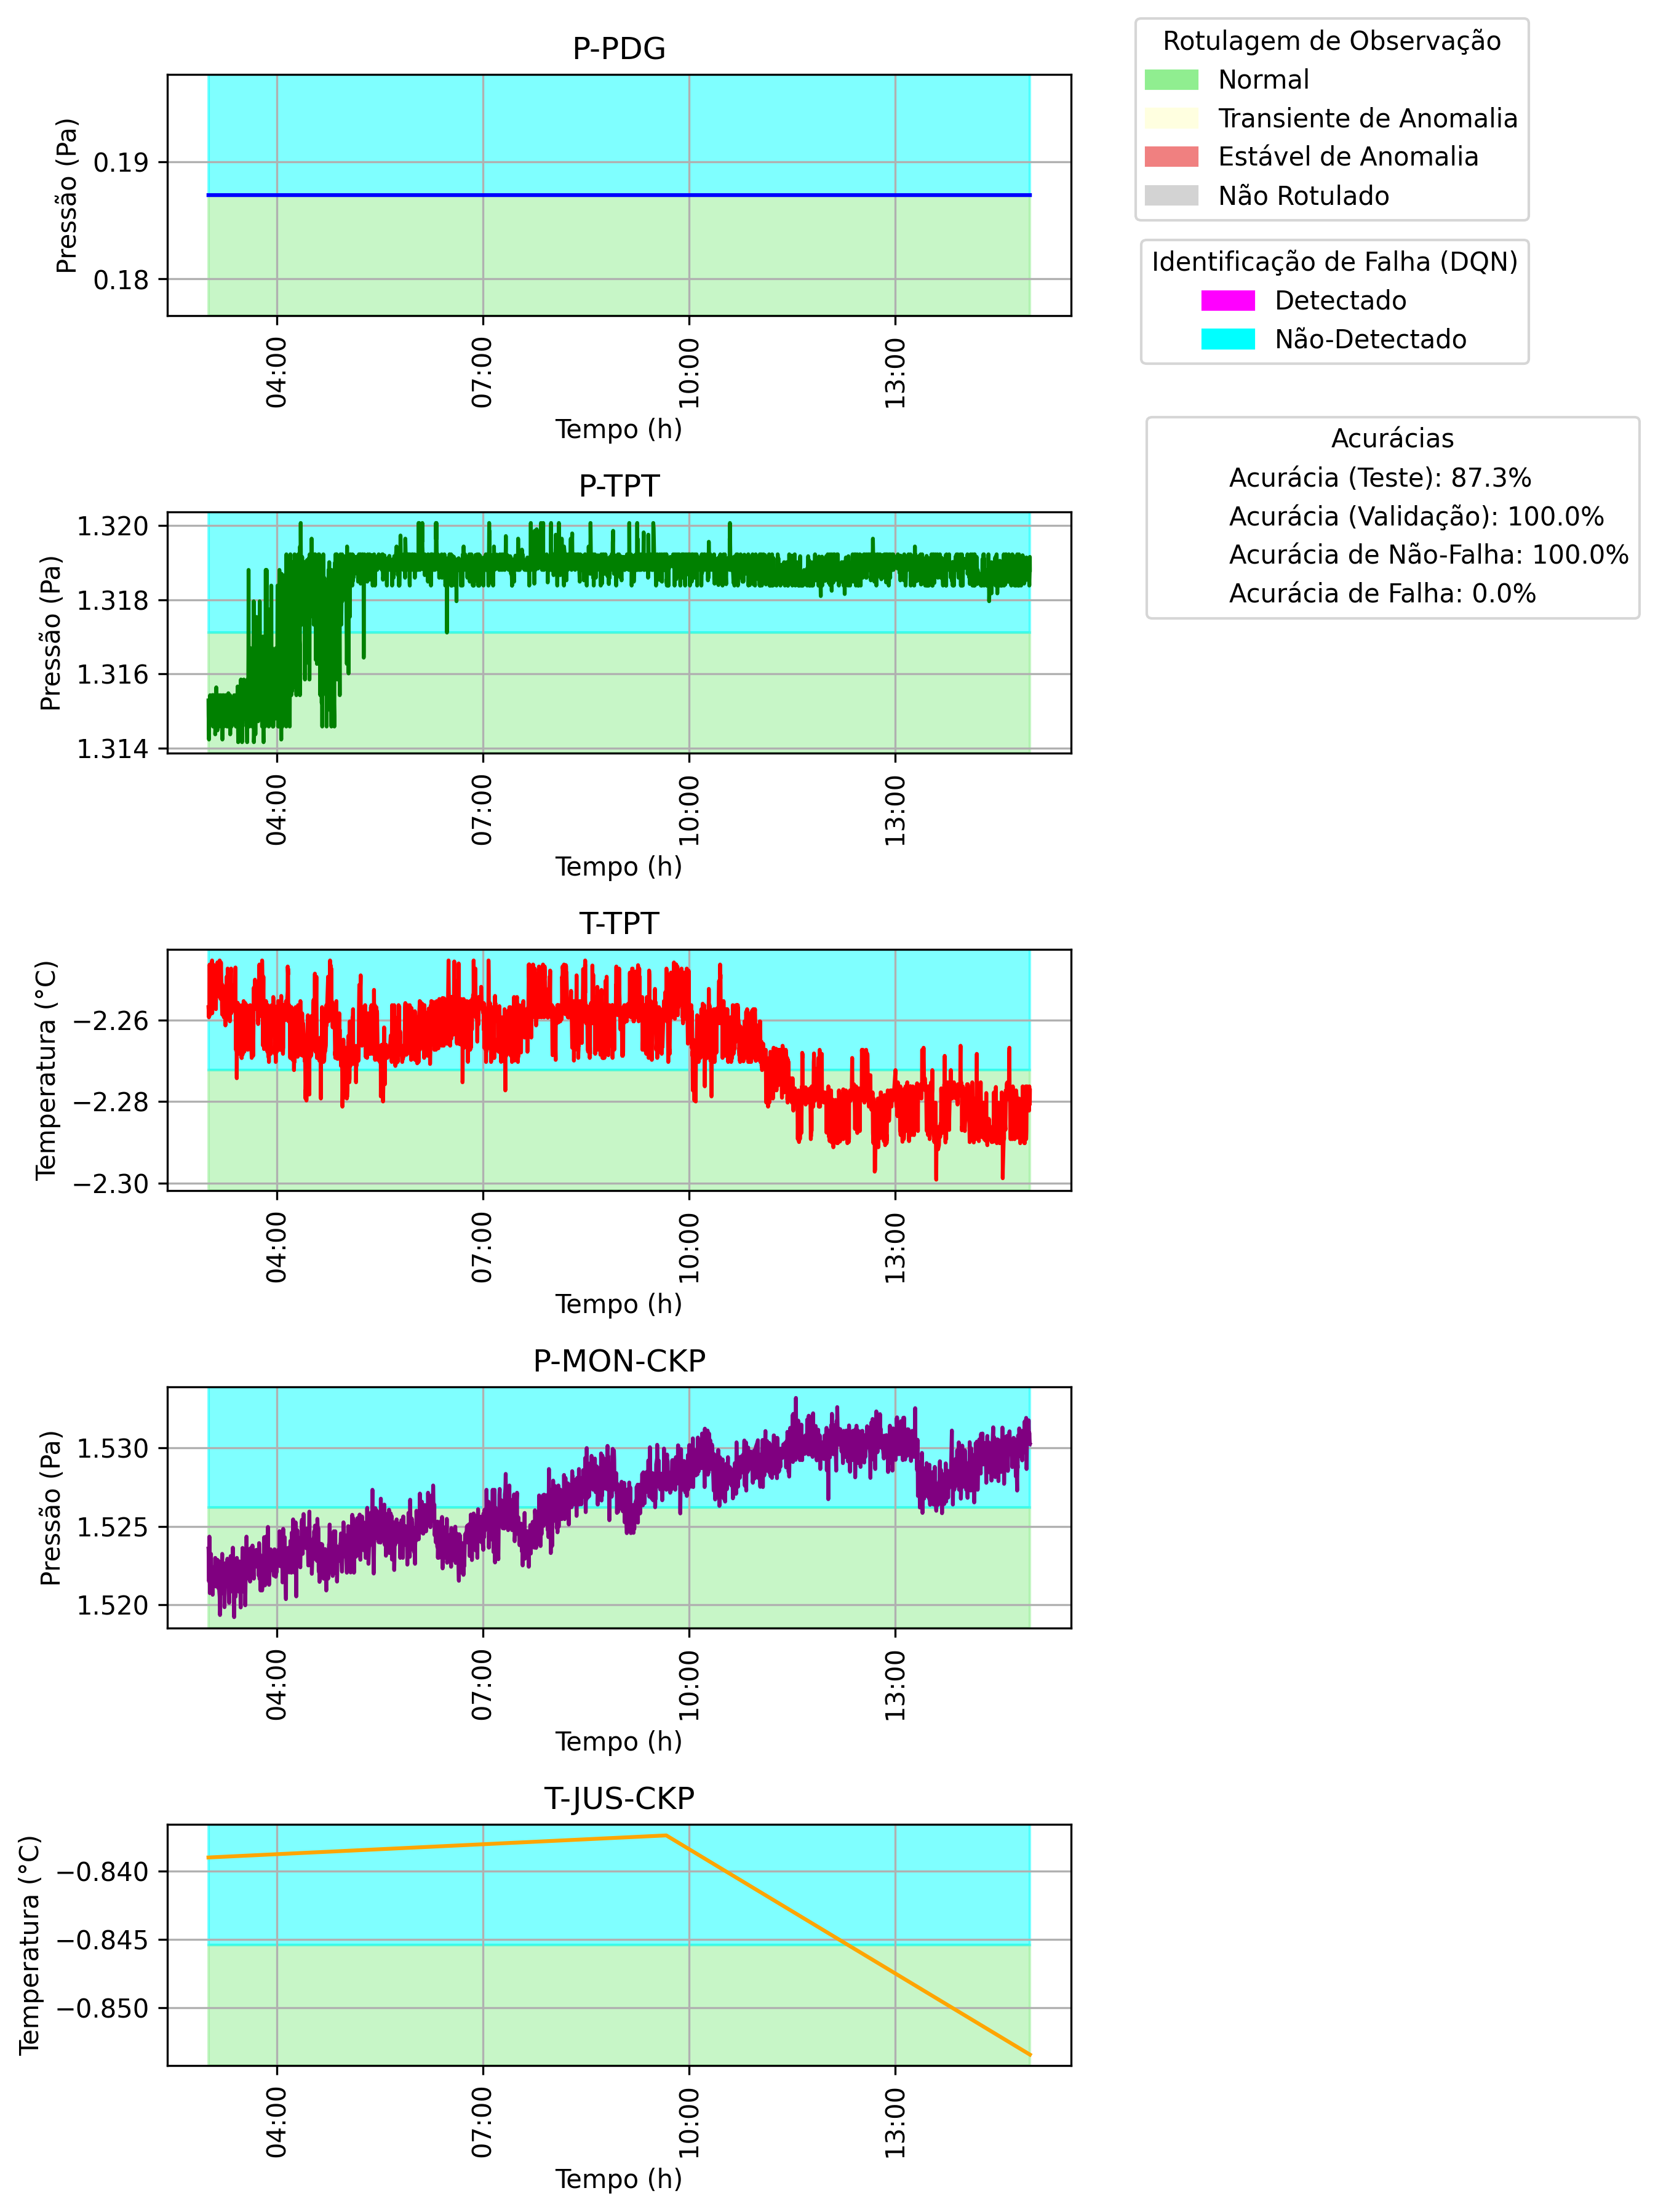 P-PDG
Pressão (Pa)
0.19
0.18
04:00
07:00
10:00
13:00
Tempo (h)
Rotulagem de Observação
Normal
Transiente de Anomalia
Estável de Anomalia
Não Rotulado
Identificação de Falha (DQN)
Detectado
Não-Detectado
Acurácias
Acurácia (Teste): 87.3%
Acurácia (Validação): 100.0%
Acurácia de Não-Falha: 100.0%
Acurácia de Falha: 0.0%
P-TPT
Pressão (Pa)
1.320
1.318
1.316
1.314
04:00
07:00
10:00
13:00
Tempo (h)
T-TPT
Temperatura (°C)
−2.26
−2.28
−2.30
04:00
07:00
10:00
13:00
Tempo (h)
P-MON-CKP
Pressão (Pa)
1.530
1.525
1.520
04:00
07:00
10:00
13:00
Tempo (h)
T-JUS-CKP
Temperatura (°C)
−0.840
−0.845
−0.850
04:00
07:00
10:00
13:00
Tempo (h)